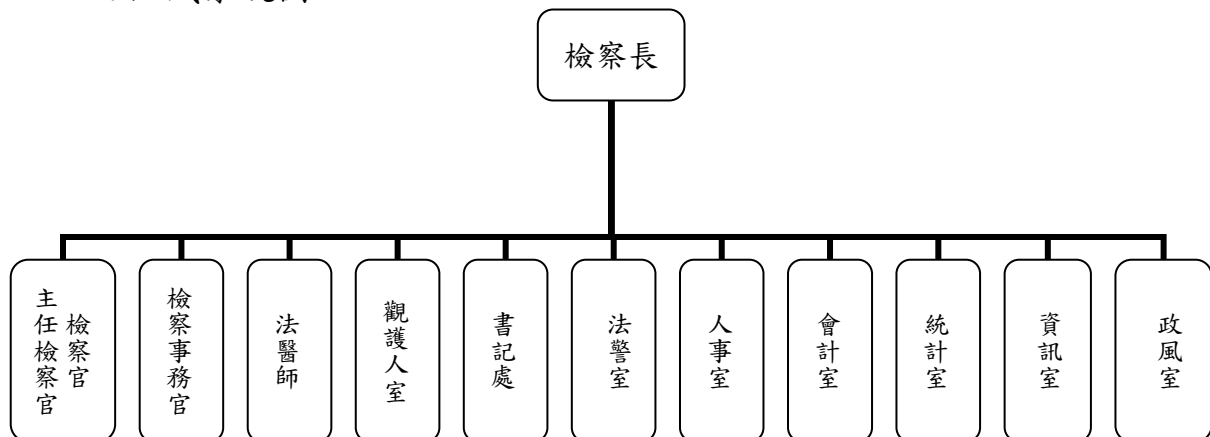 檢察長
主任檢察官
檢察官
檢察事務官
法醫師
觀護人室
書記處
法警室
人事室
會計室
統計室
資訊室
政風室